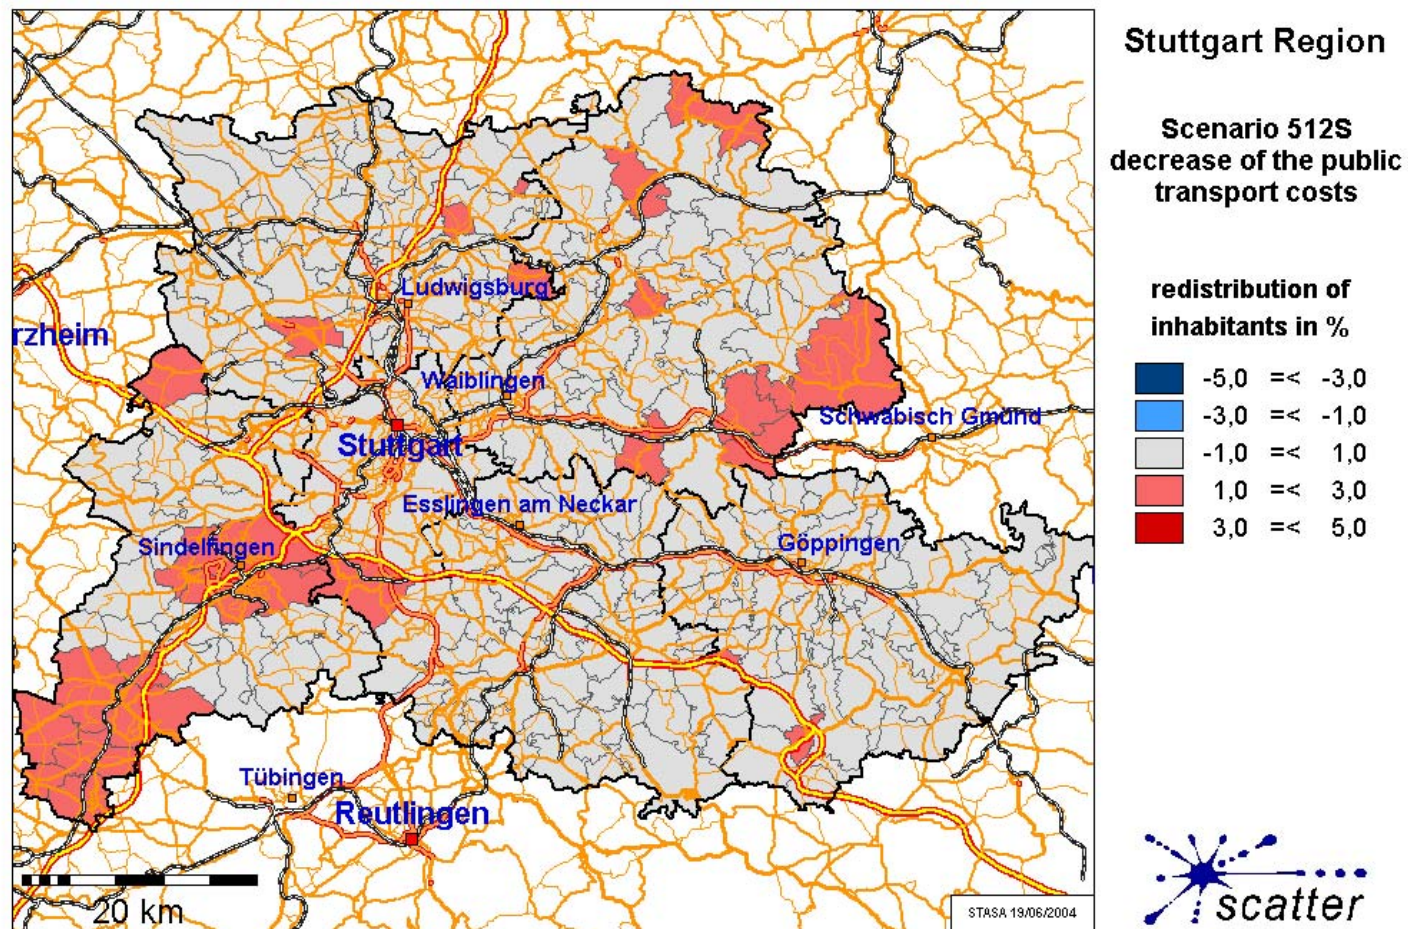 Stuttgart Region
Scenario 512S
decrease of the public
transport costs
redistribution of
inhabitants in %
-5,0 =< -3,0
-3,0 =< -1,0
-1,0 =< 1,0
1,0 =< 3,0
3,0 =< 5,0
Ludwigsburg
rzheim
Waiblingen
Schwäbisch Gmünd
Stuttgart
Esslingen am Neckar
Sindelfingen
Göppingen
Tübingen
Reutlingen
20 km
STASA 19/06/2004
scatter